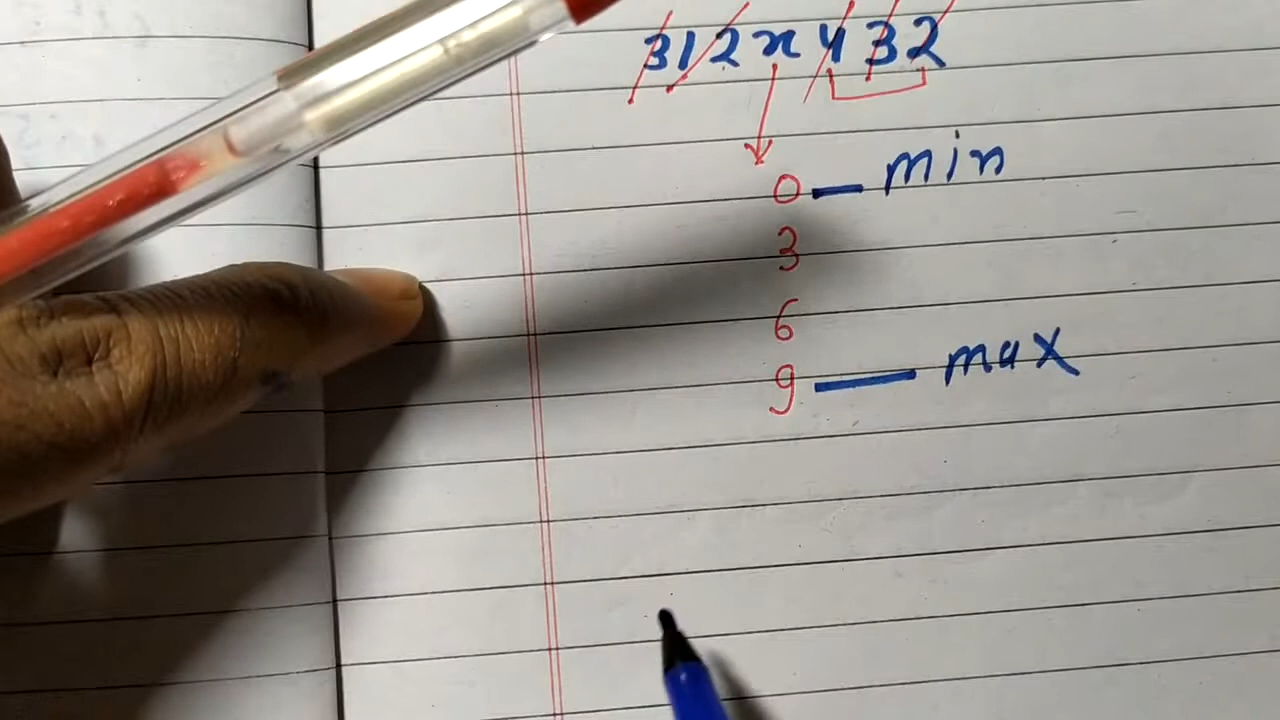 312x432
0 — min
3
6
9 — max